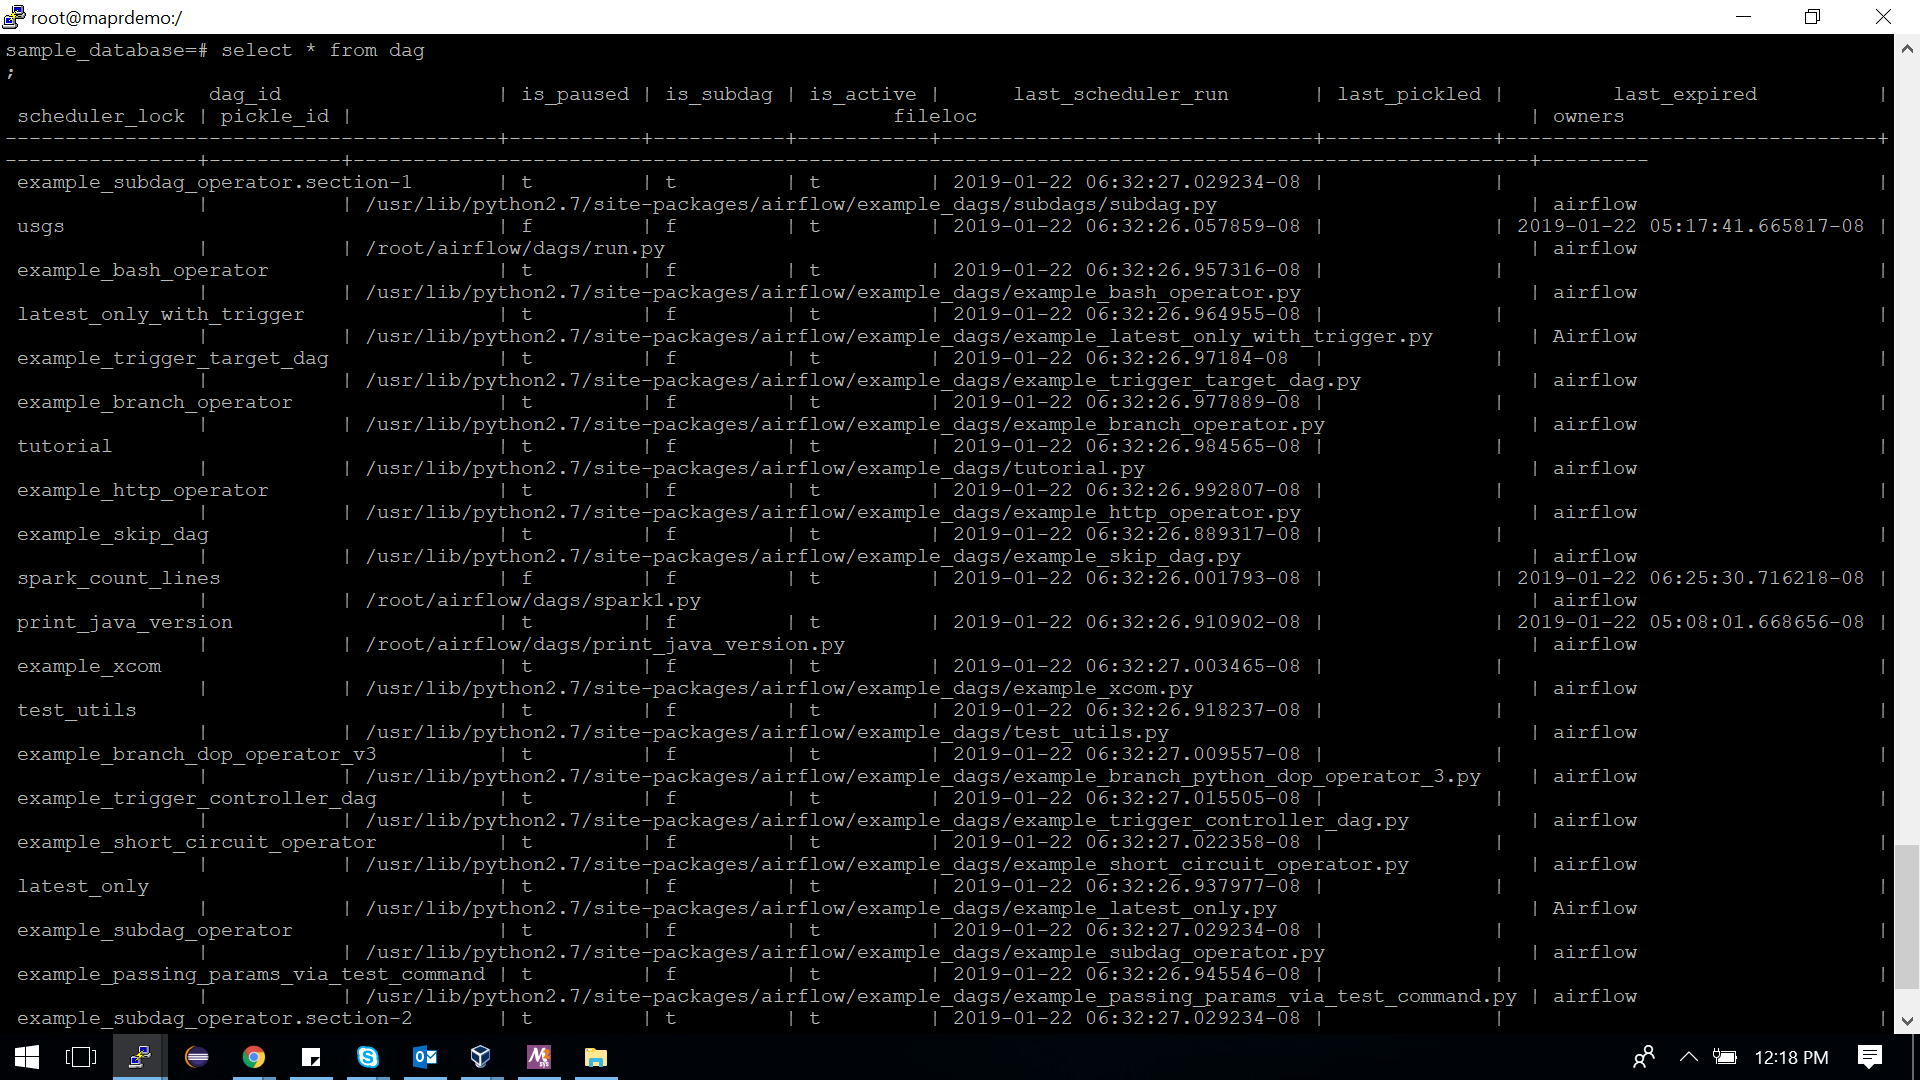 root@maprdemo:/
sample_database=# select * from dag
;
dag_id | is_paused | is_subdag | is_active | last_scheduler_run | last_pickled | last_expired |
scheduler_lock | pickle_id | fileloc | owners
-----------------------------------------+-----------+-----------+-----------+-------------------------------+--------------+-------------------------------+
----------------+-----------+--------------------------------------------------------------------------------------------------+---------
example_subdag_operator.section-1 | t | t | t | 2019-01-22 06:32:27.029234-08 | | |
| | /usr/lib/python2.7/site-packages/airflow/example_dags/subdags/subdag.py | airflow
usgs | f | f | t | 2019-01-22 06:32:26.057859-08 | | 2019-01-22 05:17:41.665817-08 |
| | /root/airflow/dags/run.py | airflow
example_bash_operator | t | f | t | 2019-01-22 06:32:26.957316-08 | | |
| | /usr/lib/python2.7/site-packages/airflow/example_dags/example_bash_operator.py | airflow
latest_only_with_trigger | t | f | t | 2019-01-22 06:32:26.964955-08 | | |
| | /usr/lib/python2.7/site-packages/airflow/example_dags/example_latest_only_with_trigger.py | Airflow
example_trigger_target_dag | t | f | t | 2019-01-22 06:32:26.97184-08 | | |
| | /usr/lib/python2.7/site-packages/airflow/example_dags/example_trigger_target_dag.py | airflow
example_branch_operator | t | f | t | 2019-01-22 06:32:26.977889-08 | | |
| | /usr/lib/python2.7/site-packages/airflow/example_dags/example_branch_operator.py | airflow
tutorial | t | f | t | 2019-01-22 06:32:26.984565-08 | | |
| | /usr/lib/python2.7/site-packages/airflow/example_dags/tutorial.py | airflow
example_http_operator | t | f | t | 2019-01-22 06:32:26.992807-08 | | |
| | /usr/lib/python2.7/site-packages/airflow/example_dags/example_http_operator.py | airflow
example_skip_dag | t | f | t | 2019-01-22 06:32:26.889317-08 | | |
| | /usr/lib/python2.7/site-packages/airflow/example_dags/example_skip_dag.py | airflow
spark_count_lines | f | f | t | 2019-01-22 06:32:26.001793-08 | | 2019-01-22 06:25:30.716218-08 |
| | /root/airflow/dags/spark1.py | airflow
print_java_version | t | f | t | 2019-01-22 06:32:26.910902-08 | | 2019-01-22 05:08:01.668656-08 |
| | /root/airflow/dags/print_java_version.py | airflow
example_xcom | t | f | t | 2019-01-22 06:32:27.003465-08 | | |
| | /usr/lib/python2.7/site-packages/airflow/example_dags/example_xcom.py | airflow
test_utils | t | f | t | 2019-01-22 06:32:26.918237-08 | | |
| | /usr/lib/python2.7/site-packages/airflow/example_dags/test_utils.py | airflow
example_branch_dop_operator_v3 | t | f | t | 2019-01-22 06:32:27.009557-08 | | |
| | /usr/lib/python2.7/site-packages/airflow/example_dags/example_branch_python_dop_operator_3.py | airflow
example_trigger_controller_dag | t | f | t | 2019-01-22 06:32:27.015505-08 | | |
| | /usr/lib/python2.7/site-packages/airflow/example_dags/example_trigger_controller_dag.py | airflow
example_short_circuit_operator | t | f | t | 2019-01-22 06:32:27.022358-08 | | |
| | /usr/lib/python2.7/site-packages/airflow/example_dags/example_short_circuit_operator.py | airflow
latest_only | t | f | t | 2019-01-22 06:32:26.937977-08 | | |
| | /usr/lib/python2.7/site-packages/airflow/example_dags/example_latest_only.py | Airflow
example_subdag_operator | t | f | t | 2019-01-22 06:32:27.029234-08 | | |
| | /usr/lib/python2.7/site-packages/airflow/example_dags/example_subdag_operator.py | airflow
example_passing_params_via_test_command | t | f | t | 2019-01-22 06:32:26.945546-08 | | |
| | /usr/lib/python2.7/site-packages/airflow/example_dags/example_passing_params_via_test_command.py | airflow
example_subdag_operator.section-2 | t | t | t | 2019-01-22 06:32:27.029234-08 | | |
12:18 PM